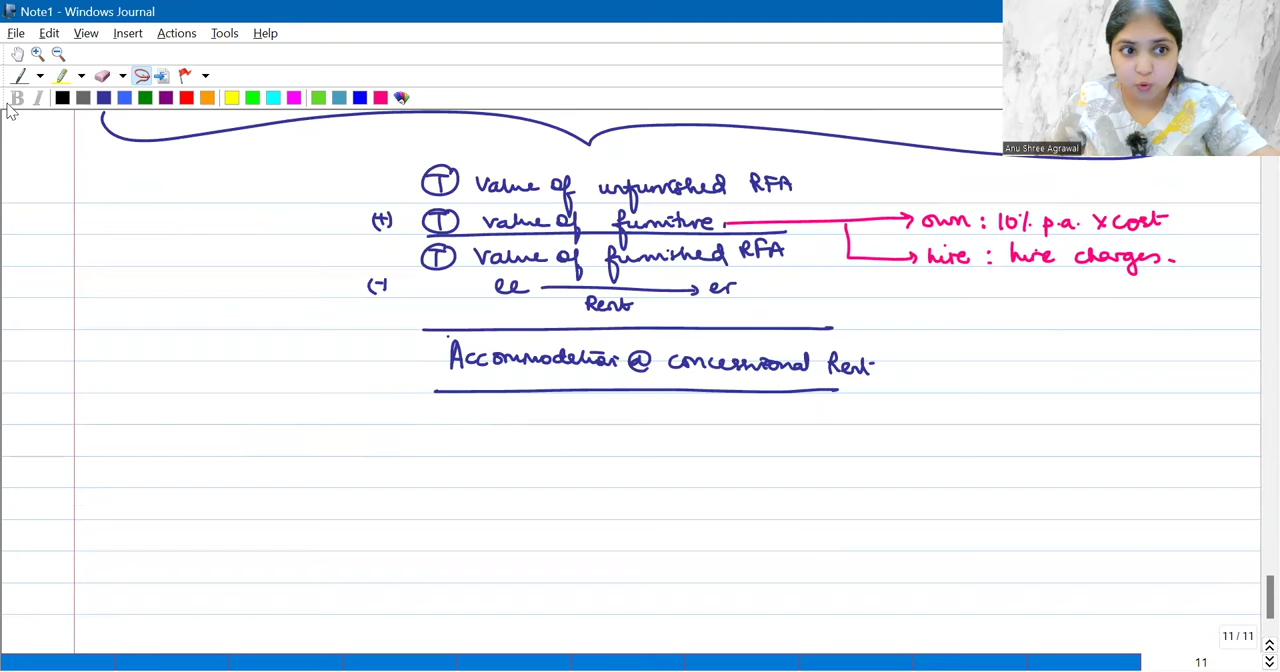 Note1 - Windows Journal
File Edit View Insert Actions Tools Help
B I
Anu Shree Agrawal
(T) Value of unfurnished RFA
(+) (T) value of furniture → own : 10% p.a. x cost
→ hire : hire charges.
(T) Value of furnished RFA
(- ee → er
Rent
Accommodation @ concessional Rent
11 / 11
11